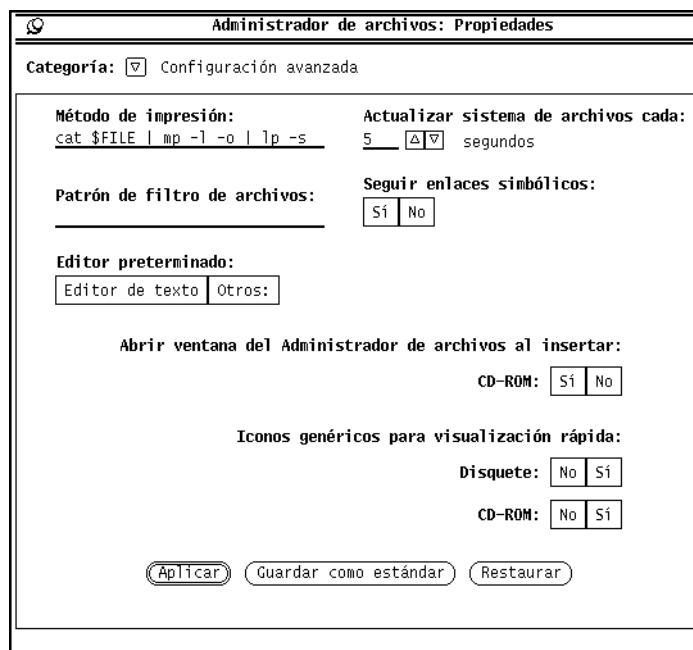 Administrador de archivos: Propiedades
Categoría: Configuración avanzada
Método de impresión:
cat $FILE | mp -l -o | lp -s
Actualizar sistema de archivos cada:
5 segundos
Patrón de filtro de archivos:
Seguir enlaces simbólicos:
Sí No
Editor preterminado:
Editor de texto Otros:
Abrir ventana del Administrador de archivos al insertar:
CD-ROM: Sí No
Iconos genéricos para visualización rápida:
Disquete: No Sí
CD-ROM: No Sí
Aplicar Guardar como estándar Restaurar